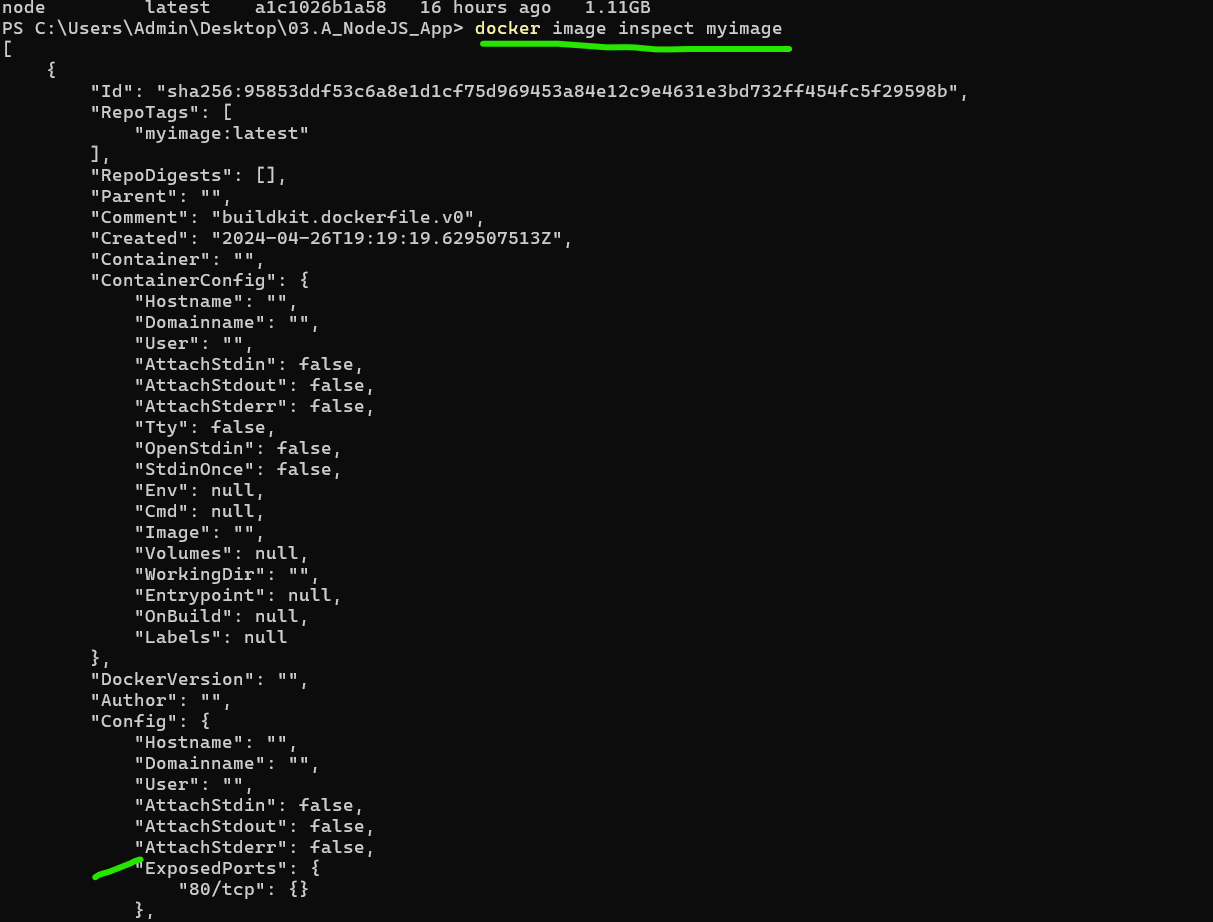 node         latest    a1c1026b1a58   16 hours ago   1.11GB
PS C:\Users\Admin\Desktop\03.A_NodeJS_App> docker image inspect myimage
[
    {
        "Id": "sha256:95853ddf53c6a8e1d1cf75d969453a84e12c9e4631e3bd732ff454fc5f29598b",
        "RepoTags": [
            "myimage:latest"
        ],
        "RepoDigests": [],
        "Parent": "",
        "Comment": "buildkit.dockerfile.v0",
        "Created": "2024-04-26T19:19:19.629507513Z",
        "Container": "",
        "ContainerConfig": {
            "Hostname": "",
            "Domainname": "",
            "User": "",
            "AttachStdin": false,
            "AttachStdout": false,
            "AttachStderr": false,
            "Tty": false,
            "OpenStdin": false,
            "StdinOnce": false,
            "Env": null,
            "Cmd": null,
            "Image": "",
            "Volumes": null,
            "WorkingDir": "",
            "Entrypoint": null,
            "OnBuild": null,
            "Labels": null
        },
        "DockerVersion": "",
        "Author": "",
        "Config": {
            "Hostname": "",
            "Domainname": "",
            "User": "",
            "AttachStdin": false,
            "AttachStdout": false,
            "AttachStderr": false,
            "ExposedPorts": {
                "80/tcp": {}
            },